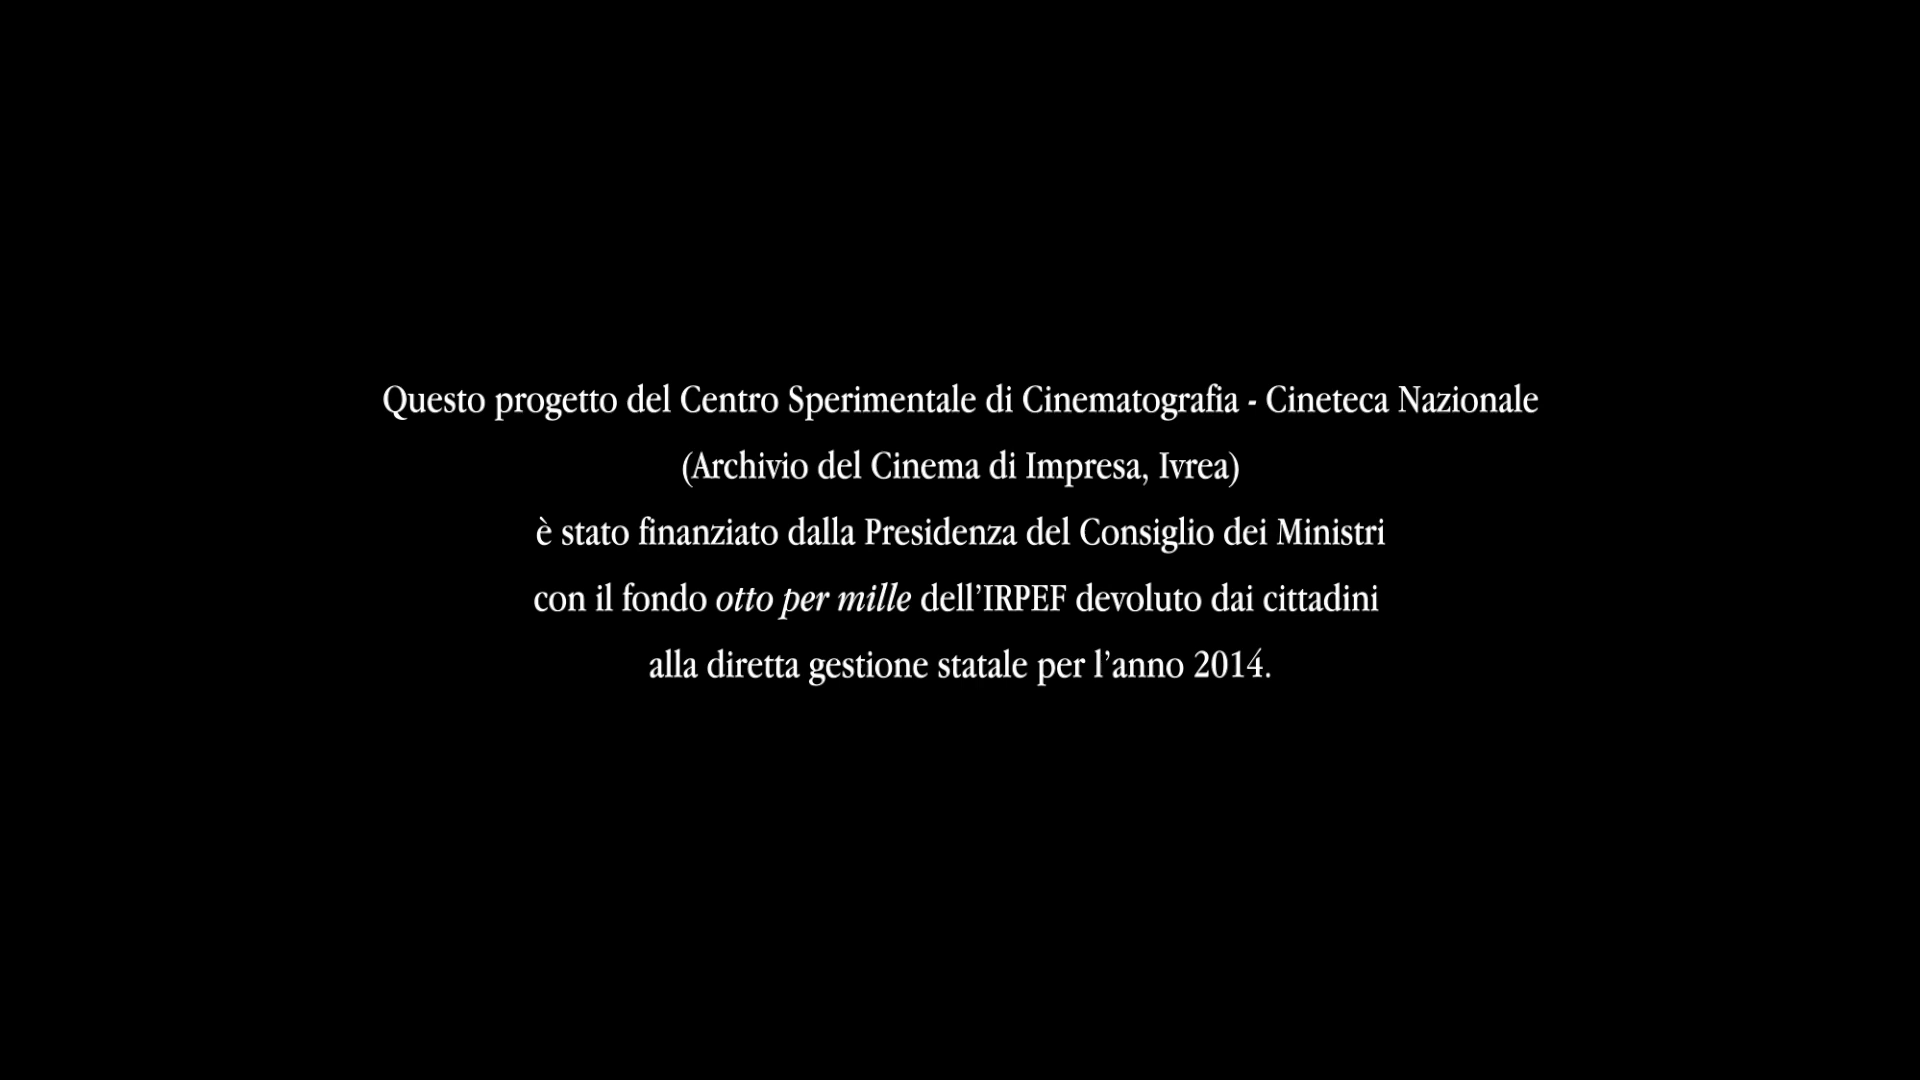 Questo progetto del Centro Sperimentale di Cinematografia - Cineteca Nazionale
(Archivio del Cinema di Impresa, Ivrea)
è stato finanziato dalla Presidenza del Consiglio dei Ministri
con il fondo otto per mille dell’IRPEF devoluto dai cittadini
alla diretta gestione statale per l’anno 2014.